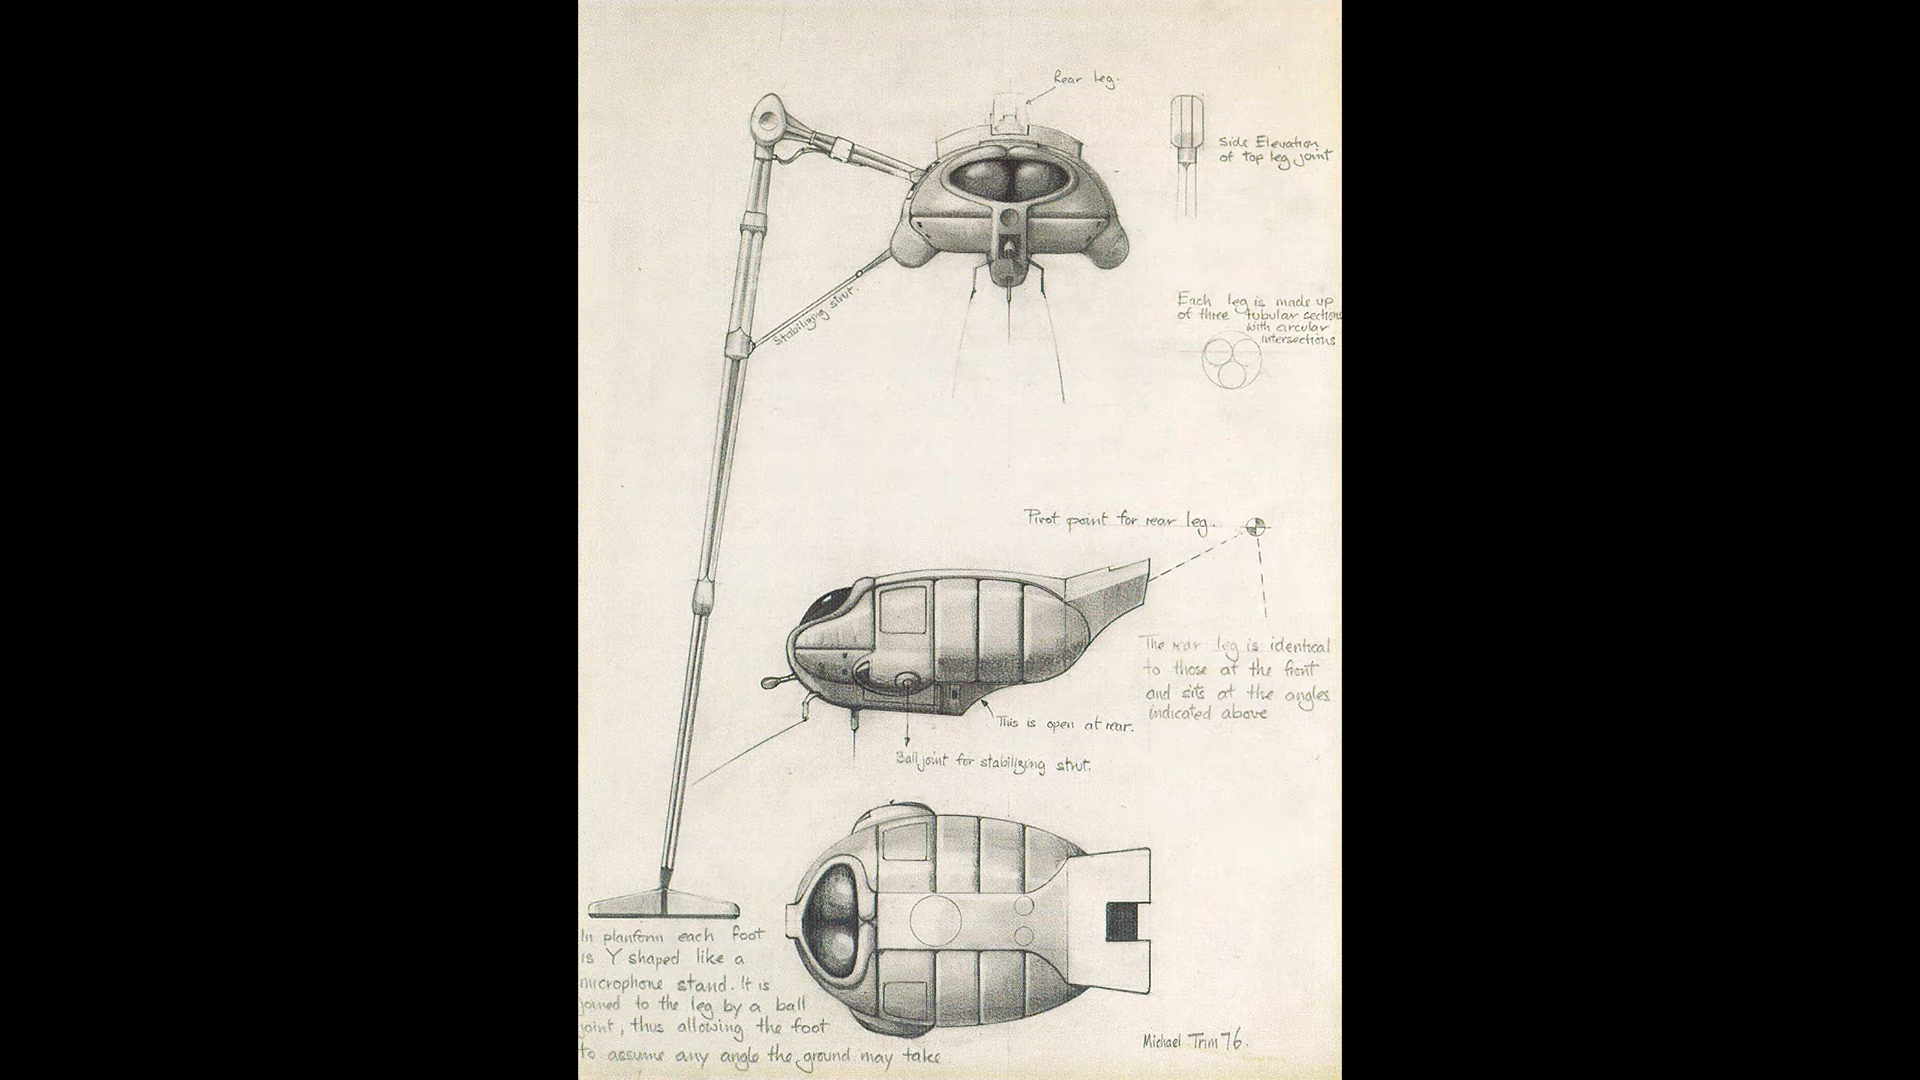 Rear leg.
Side Elevation
of top leg joint
Stabilizing strut.
Each leg is made up
of three tubular sections
with circular
intersections
Pivot point for rear leg.
The rear leg is identical
to those at the front
and sits at the angles
indicated above
This is open at rear.
Ball joint for stabilizing strut.
In planform each foot
is Y shaped like a
microphone stand. It is
joined to the leg by a ball
joint, thus allowing the foot
to assume any angle the ground may take.
Michael Trim 76.